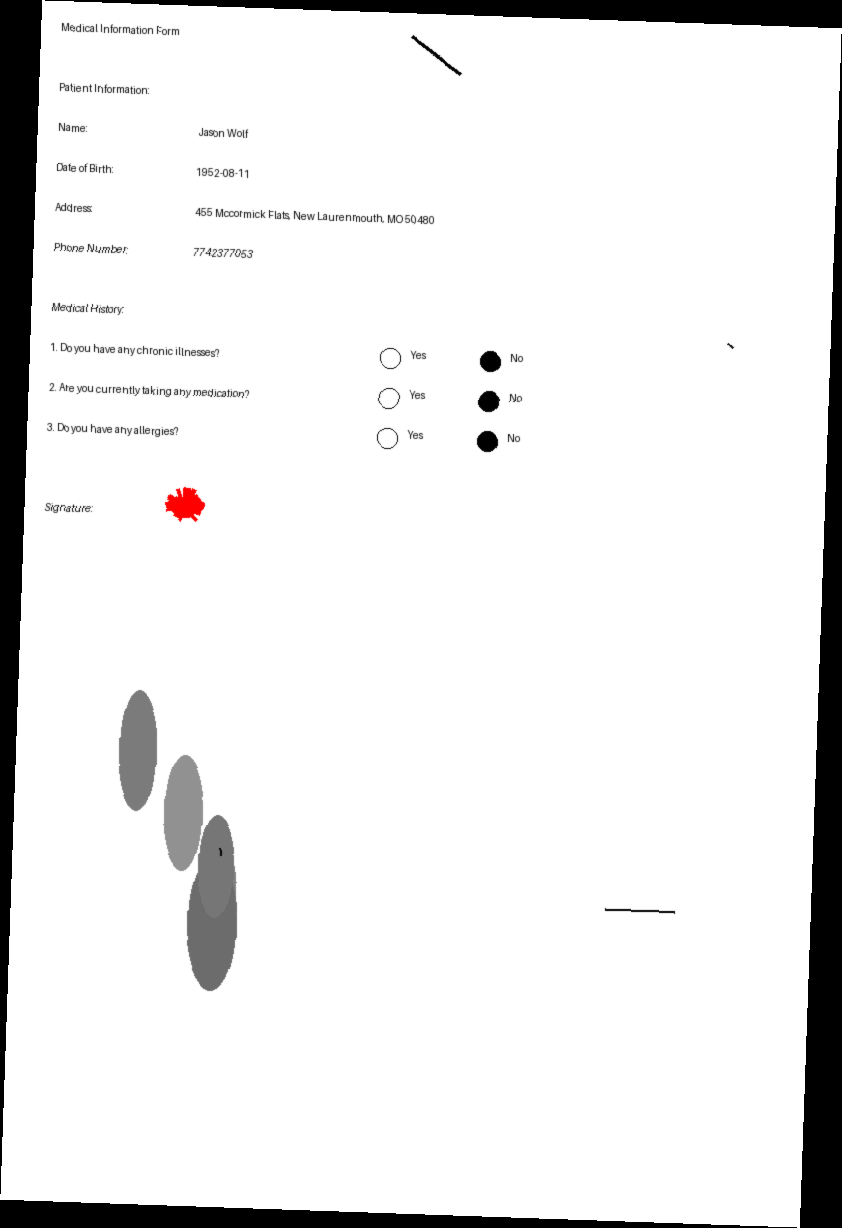 Medical Information Form
Patient Information:
Name: Jason Wolf
Date of Birth: 1952-08-11
Address: 455 Mccormick Flats, New Laurenmouth, MO 50480
Phone Number: 7742377053
Medical History:
1. Do you have any chronic illnesses? Yes No
2. Are you currently taking any medication? Yes No
3. Do you have any allergies? Yes No
Signature: